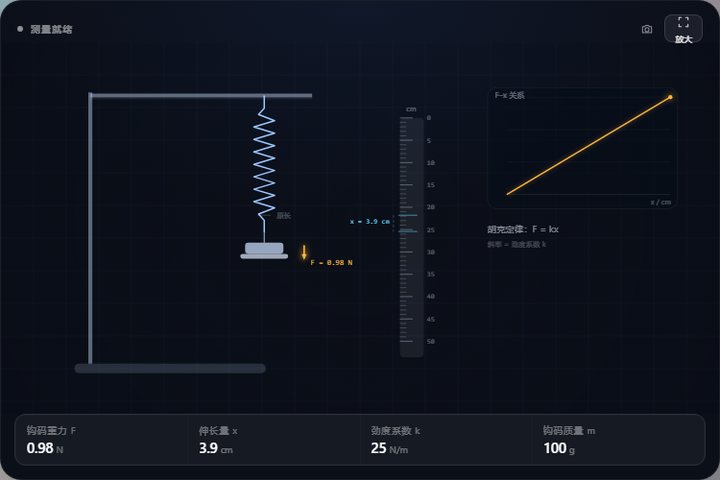 测量就绪
放大
cm
0
5
10
15
20
25
30
35
40
45
50
原长
x = 3.9 cm
F = 0.98 N
F-x 关系
x / cm
胡克定律：F = kx
斜率 = 劲度系数 k
钩码重力 F
0.98 N
伸长量 x
3.9 cm
劲度系数 k
25 N/m
钩码质量 m
100 g